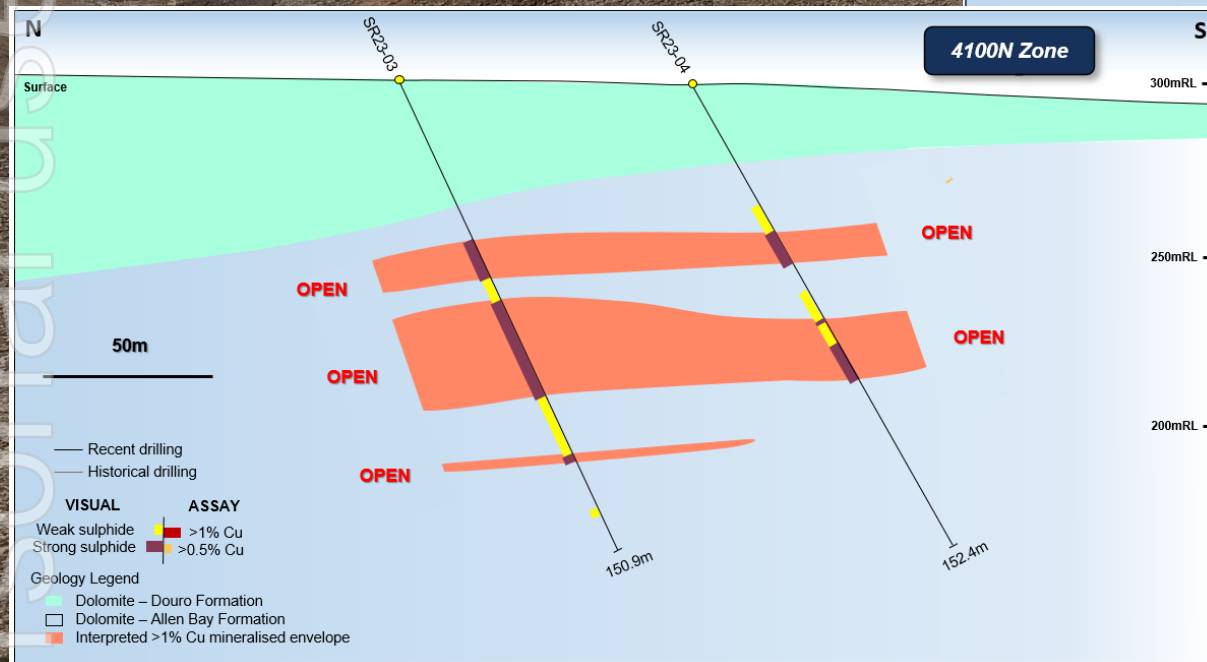 N
S
SR23-03
SR23-04
4100N Zone
Surface
300mRL
OPEN
250mRL
OPEN
50m
OPEN
OPEN
200mRL
Recent drilling
OPEN
Historical drilling
VISUAL ASSAY
Weak sulphide >1% Cu
Strong sulphide >0.5% Cu
150.9m
152.4m
Geology Legend
Dolomite – Douro Formation
Dolomite – Allen Bay Formation
Interpreted >1% Cu mineralised envelope